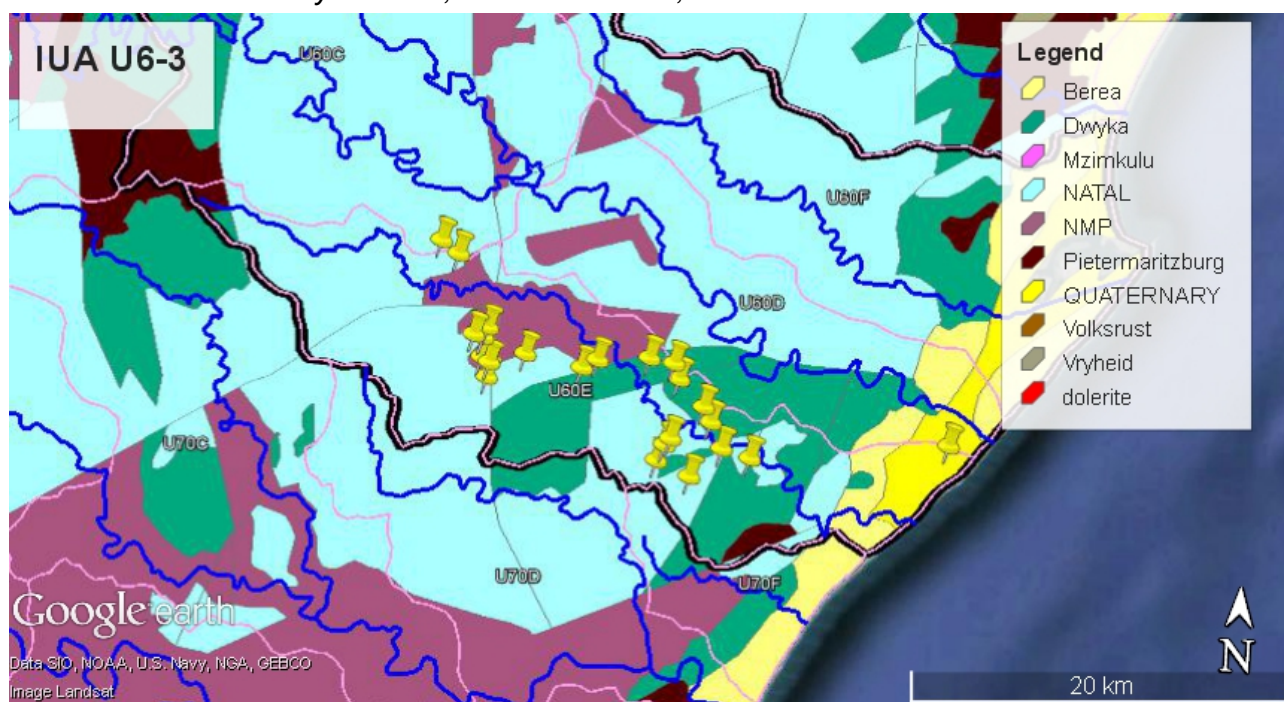 IUA U6-3
U60C
Legend
Berea
Dwyka
Mzimkulu
NATAL
NMP
Pietermaritzburg
QUATERNARY
Volksrust
Vryheid
dolerite
U60F
U60D
U60E
U70C
U70D
U70F
Google earth
Data SIO, NOAA, U.S. Navy, NGA, GEBCO
Image Landsat
N
20 km